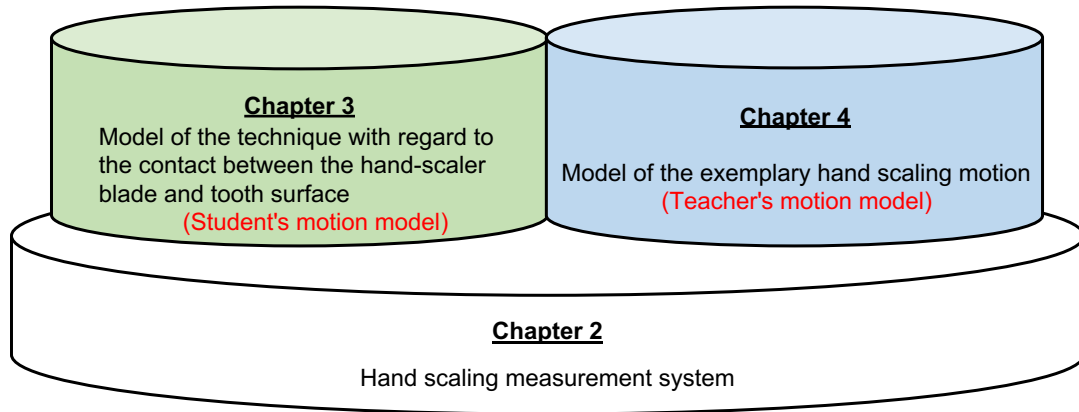 Chapter 3
Model of the technique with regard to
the contact between the hand-scaler
blade and tooth surface
(Student's motion model)
Chapter 4
Model of the exemplary hand scaling motion
(Teacher's motion model)
Chapter 2
Hand scaling measurement system